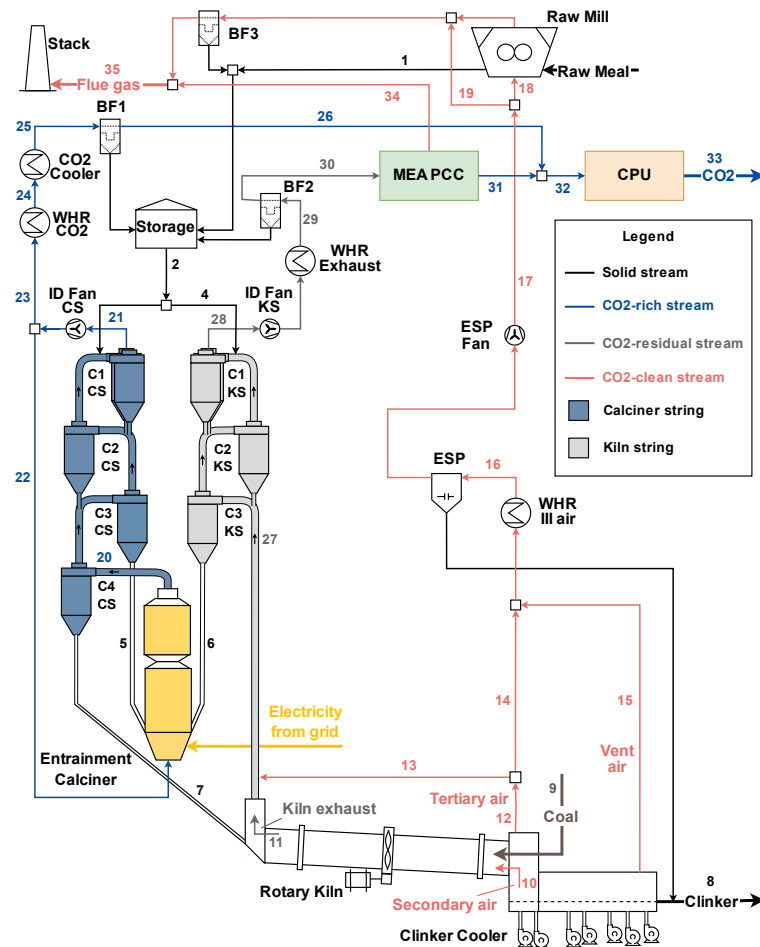 Stack
35
Flue gas
BF3
Raw Mill
1
Raw Meal
19
18
34
BF1
25
26
CO2
Cooler
24
WHR
CO2
30
MEA PCC
31
32
CPU
33
CO2
BF2
29
Storage
WHR
Exhaust
2
23
ID Fan
CS
21
4
ID Fan
KS
28
17
ESP
Fan
Legend
Solid stream
CO2-rich stream
CO2-residual stream
CO2-clean stream
Calciner string
Kiln string
C1
CS
C1
KS
C2
CS
C2
KS
22
C3
CS
C3
KS
27
20
C4
CS
ESP
16
WHR
III air
5
6
14
15
Electricity
from grid
Entrainment
Calciner
7
13
Vent
air
Tertiary air
12
9
Coal
Kiln exhaust
11
10
Secondary air
Rotary Kiln
8
Clinker
Clinker Cooler